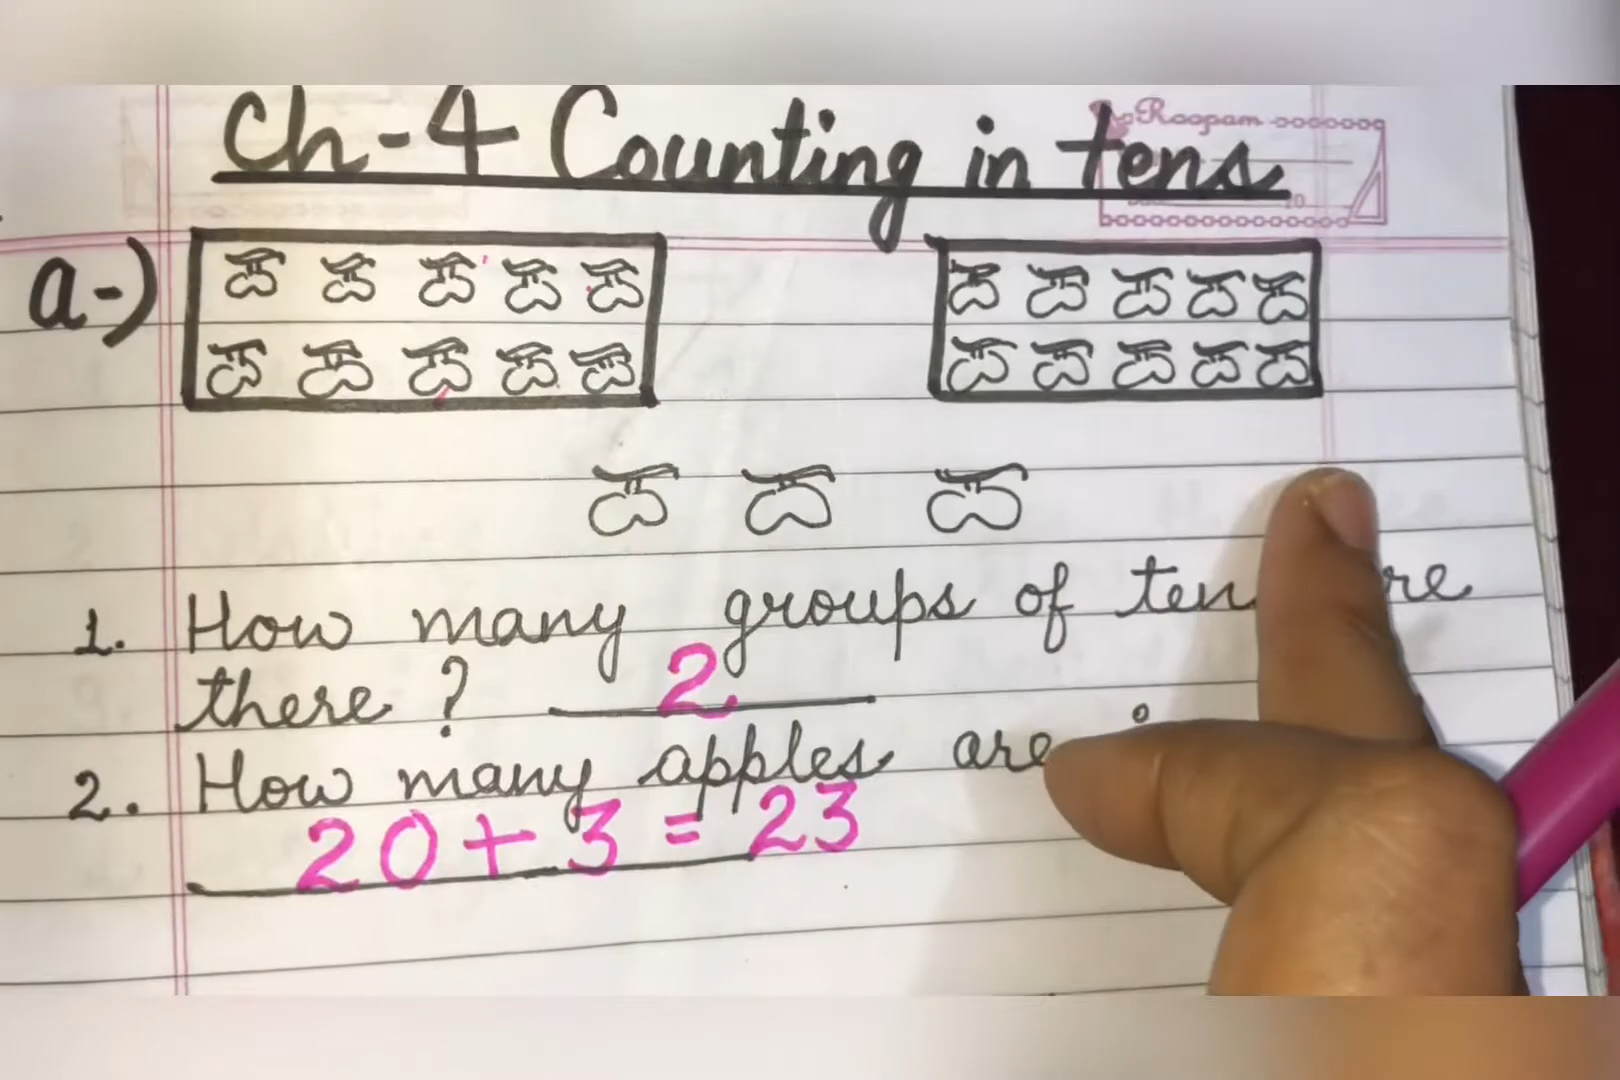 Ch-4 Counting in tens
Roopam
a-)
1. How many groups of ten
there ? 2
2. How many apples are
20 + 3 = 23